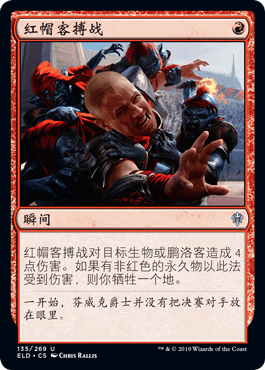 红帽客搏战
瞬间
红帽客搏战对目标生物或鹏洛客造成4
点伤害。如果有非红色的永久物以此法
受到伤害，则你牺牲一个地。
一开始，芬威克爵士并没有把决赛对手放
在眼里。
135/269 U
ELD • CS CHRIS RALLIS
™ & © 2019 Wizards of the Coast